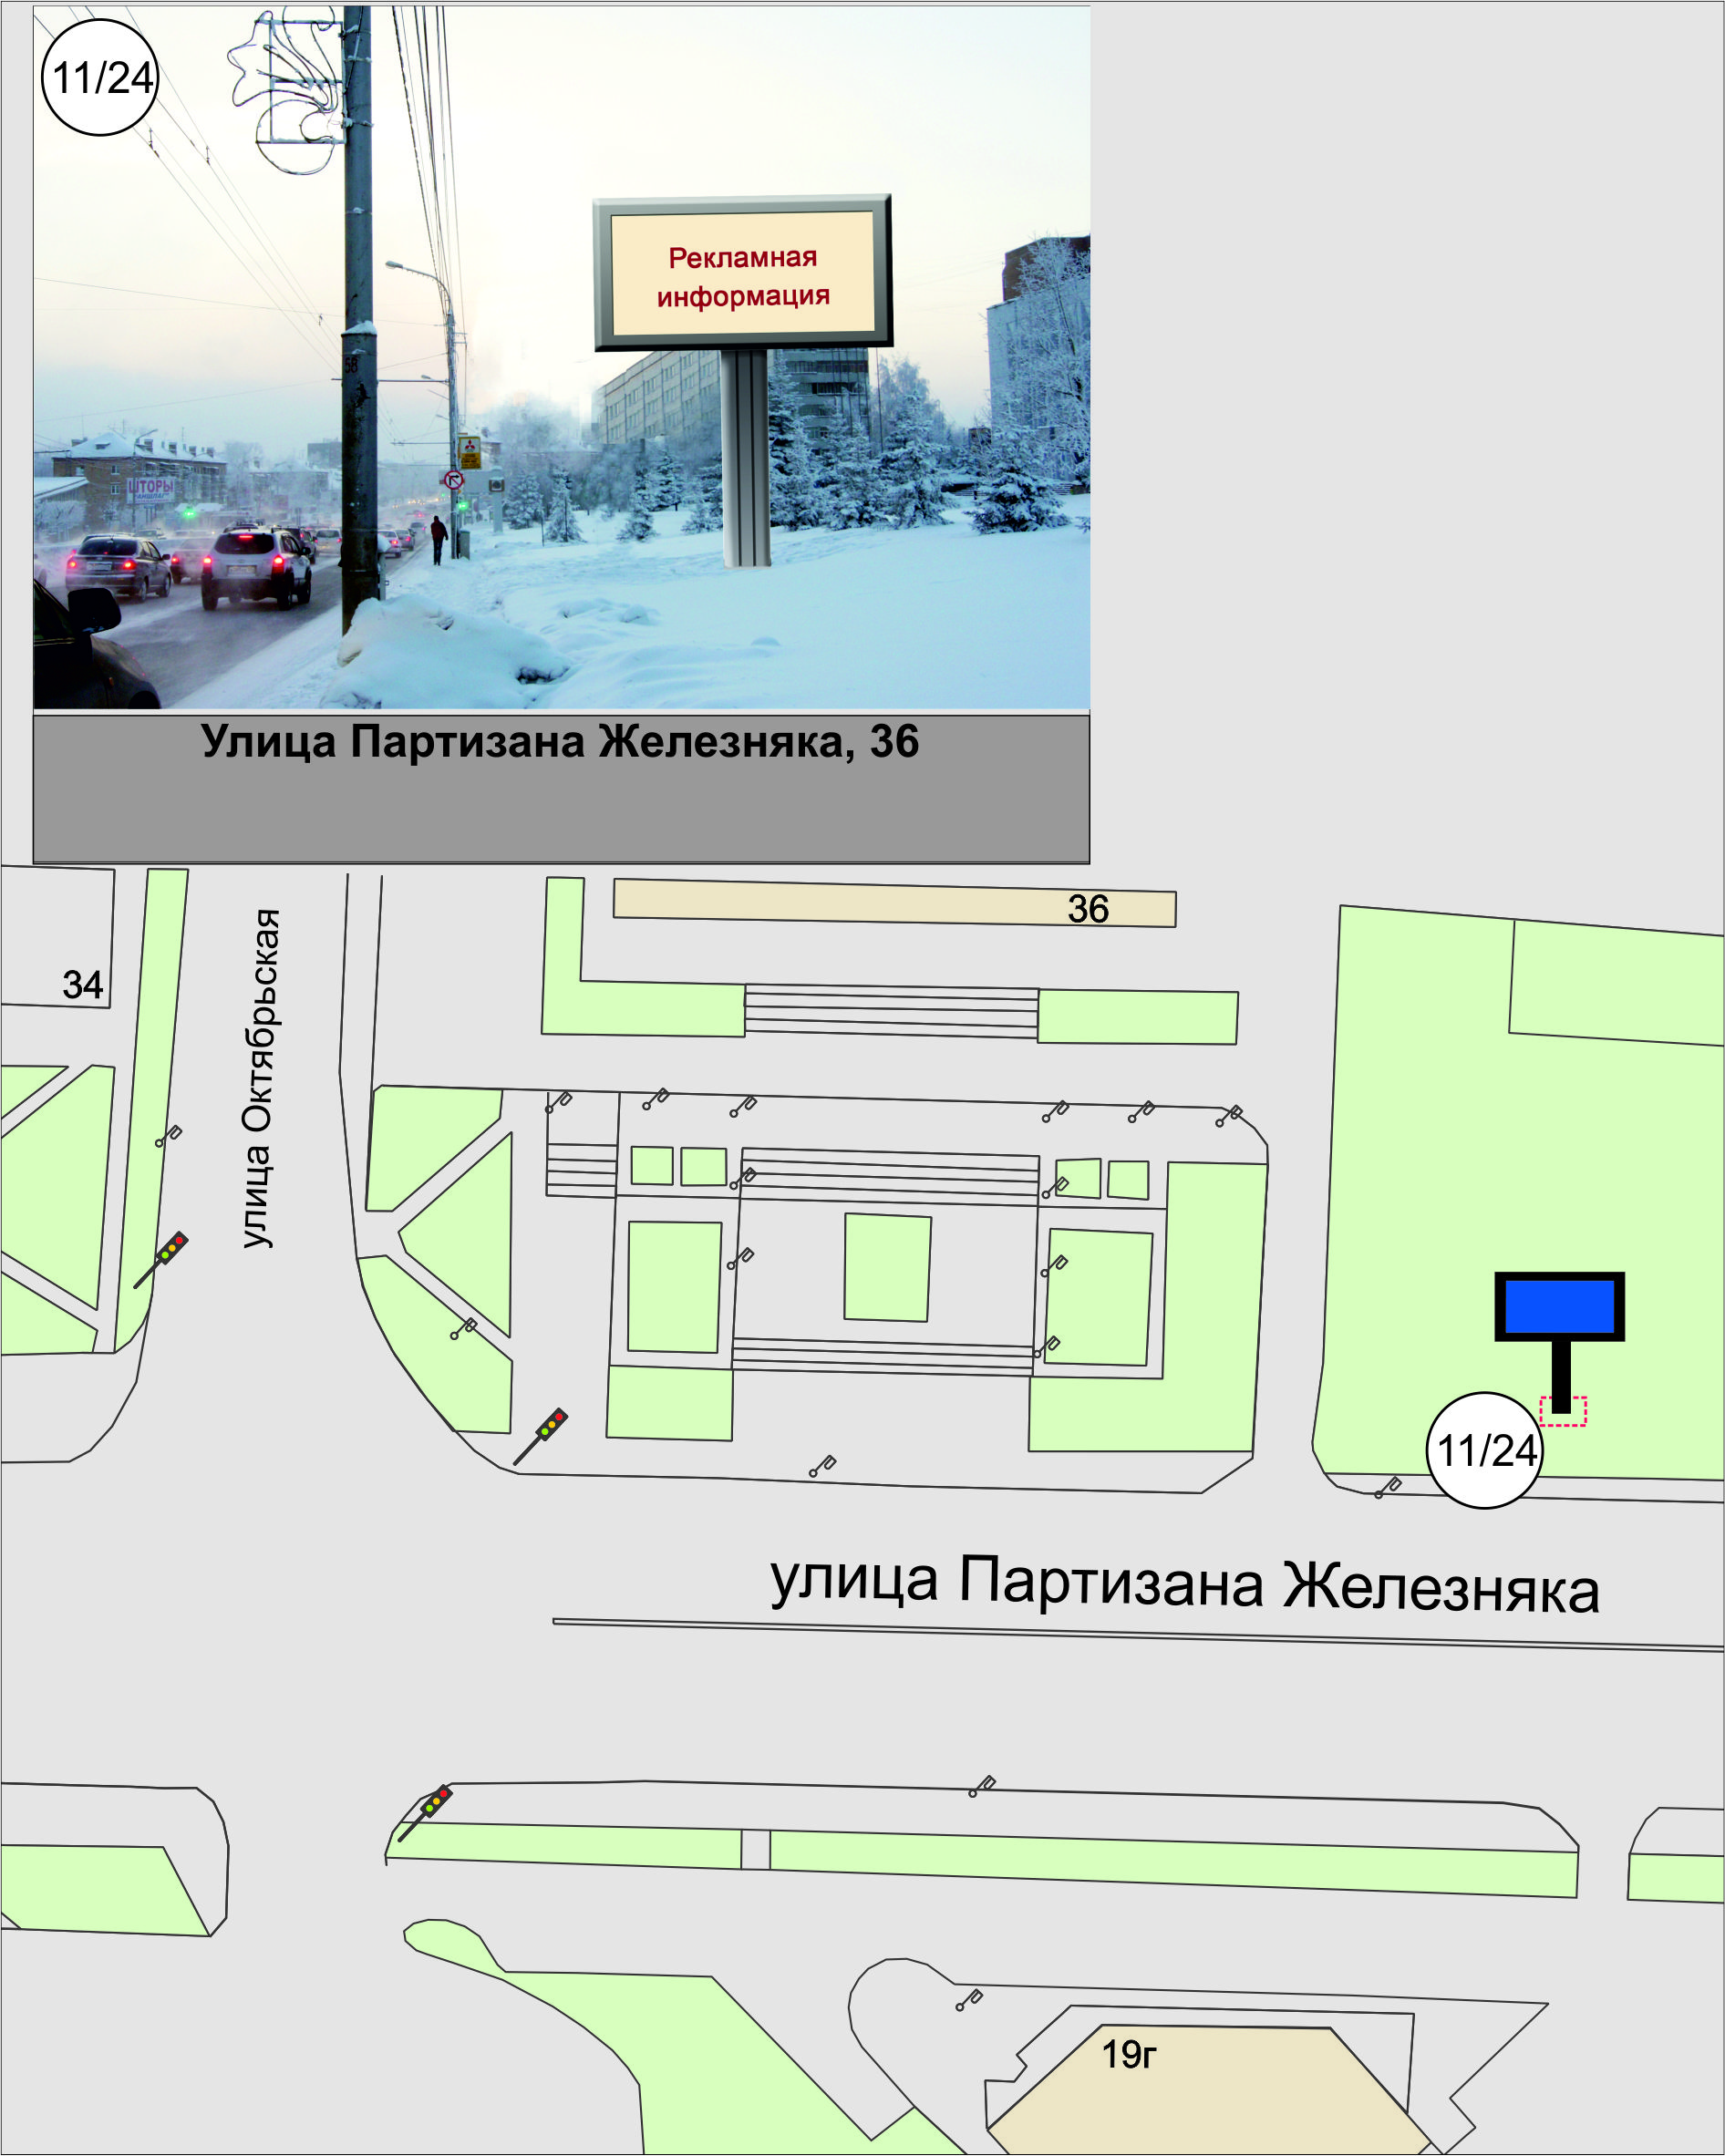 11/24
Рекламная
информация
58
ШТОРЫ
Улица Партизана Железняка, 36
36
34
улица Октябрьская
11/24
улица Партизана Железняка
19г